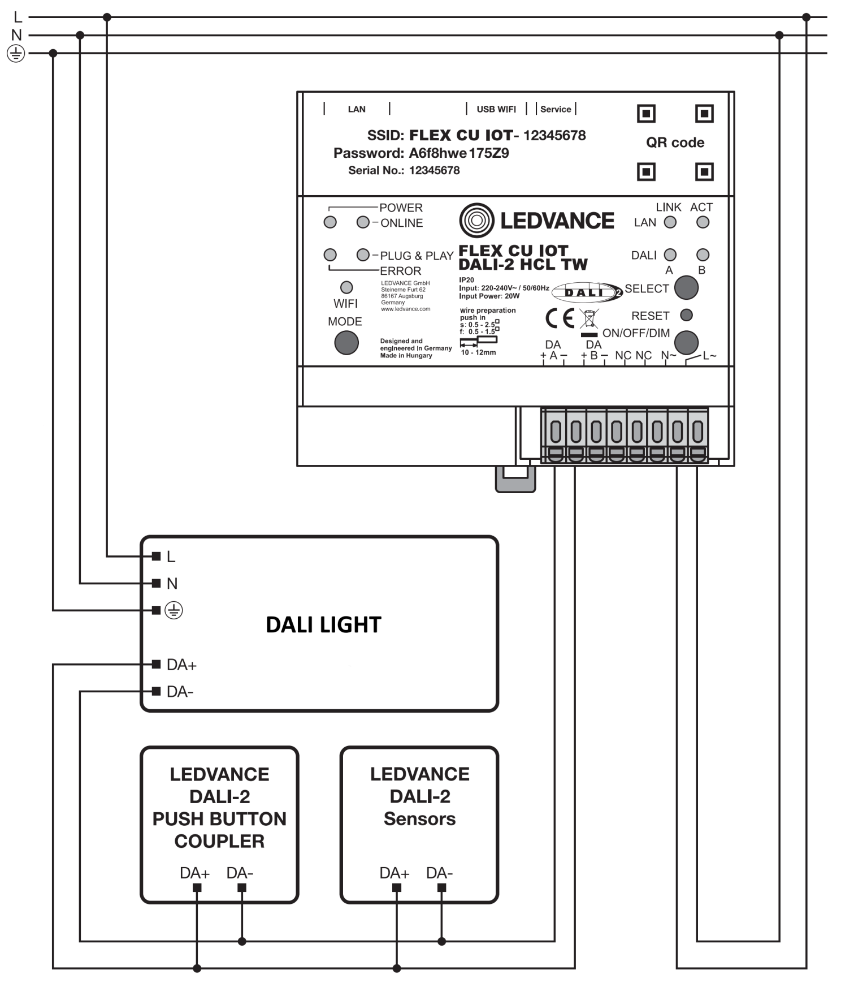 L
N
LAN
USB WIFI
Service
SSID: FLEX CU IOT- 12345678
Password: A6f8hwe175Z9
Serial No.: 12345678
QR code
POWER
ONLINE
PLUG & PLAY
ERROR
WIFI
MODE
LEDVANCE GmbH
Steinerne Furt 62
86167 Augsburg
Germany
www.ledvance.com
Designed and
engineered in Germany
Made in Hungary
LEDVANCE
FLEX CU IOT
DALI-2 HCL TW
IP20
Input: 220-240V~ / 50/60Hz
Input Power: 20W
wire preparation
push in
s: 0.5 - 2.5
f: 0.5 - 1.5
10 - 12mm
DALI 2
CE
LINK ACT
LAN
DALI
A B
SELECT
RESET
ON/OFF/DIM
DA DA
+ A – + B – NC NC N~ L~
L
N
DALI LIGHT
DA+
DA-
LEDVANCE
DALI-2
PUSH BUTTON
COUPLER
DA+ DA-
LEDVANCE
DALI-2
Sensors
DA+ DA-